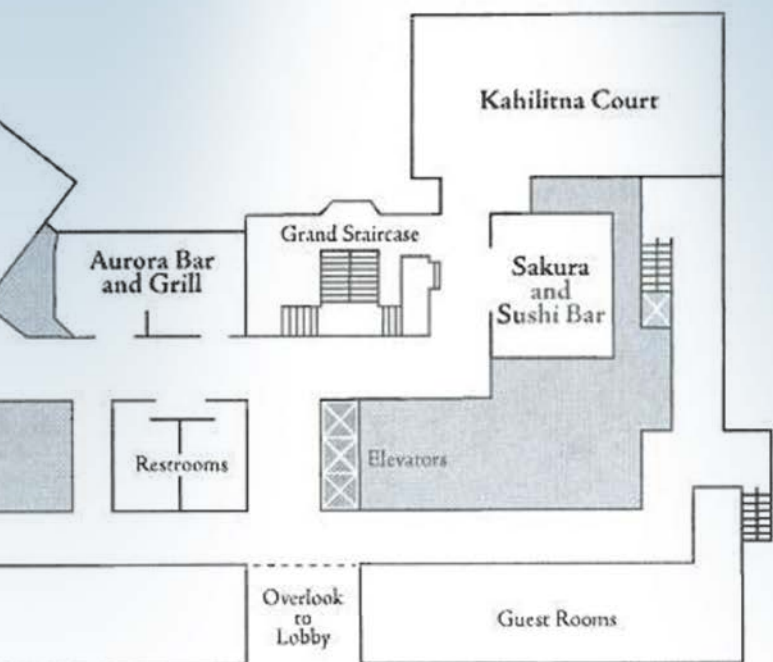 Kahilitna Court
Grand Staircase
Aurora Bar
and Grill
Sakura
and
Sushi Bar
Restrooms
Elevators
Overlook
to
Lobby
Guest Rooms